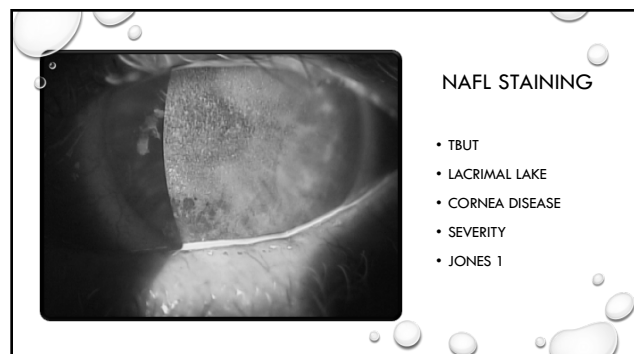 NAFL STAINING
• TBUT
• LACRIMAL LAKE
• CORNEA DISEASE
• SEVERITY
• JONES 1